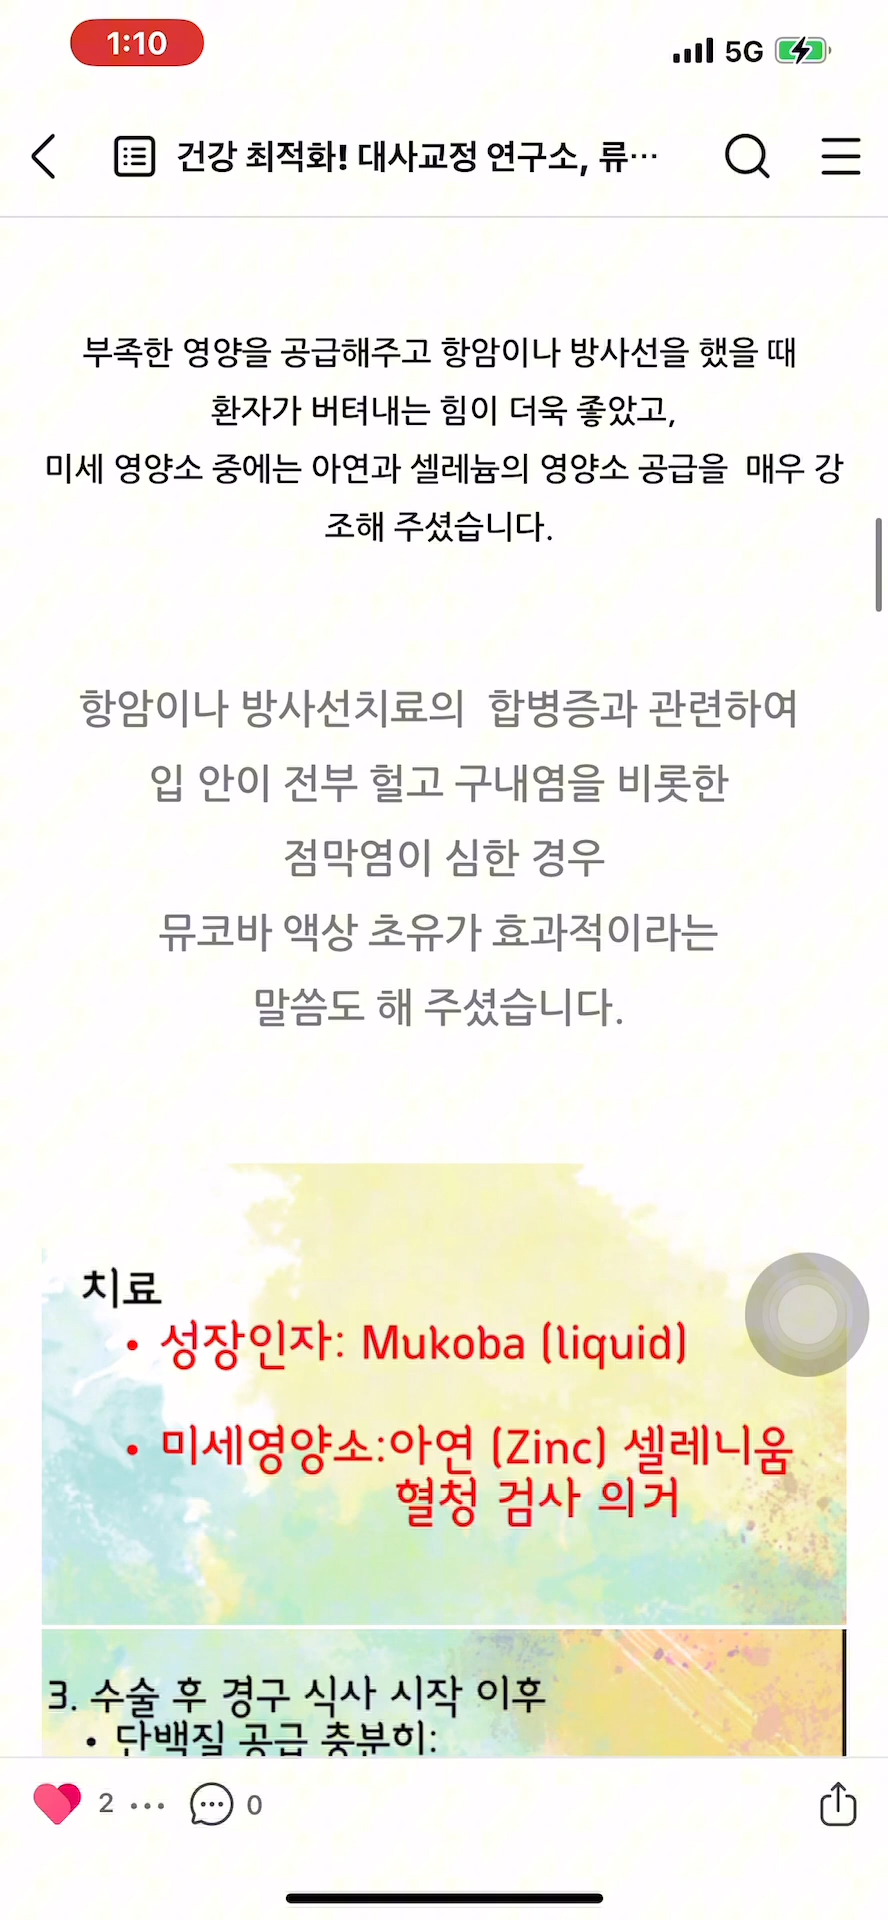 1:10
5G
건강 최적화! 대사교정 연구소, 류…
부족한 영양을 공급해주고 항암이나 방사선을 했을 때
환자가 버텨내는 힘이 더욱 좋았고,
미세 영양소 중에는 아연과 셀레늄의 영양소 공급을 매우 강
조해 주셨습니다.
항암이나 방사선치료의 합병증과 관련하여
입 안이 전부 헐고 구내염을 비롯한
점막염이 심한 경우
뮤코바 액상 초유가 효과적이라는
말씀도 해 주셨습니다.
치료
• 성장인자: Mukoba (liquid)
• 미세영양소:아연 (Zinc) 셀레니움
혈청 검사 의거
3. 수술 후 경구 식사 시작 이후
• 단백질 공급 충분히:
2 … 0